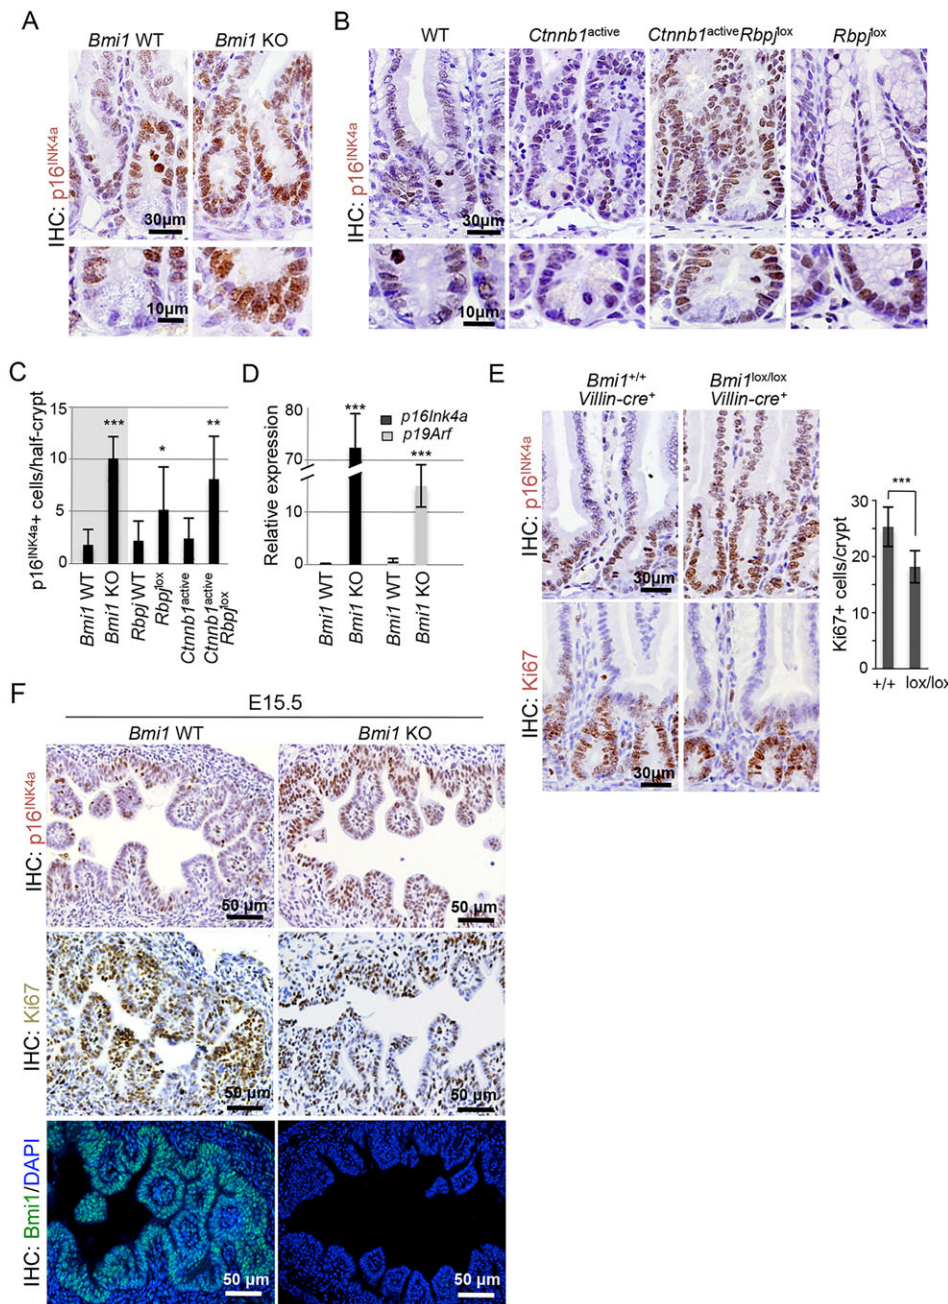 A
Bmi1 WT
Bmi1 KO
IHC: p16INK4a
30µm
10µm
B
WT
Ctnnb1active
Ctnnb1activeRbpjlox
Rbpjlox
IHC: p16INK4a
30µm
10µm
C
p16INK4a+ cells/half-crypt
15
10
5
0
***
*
**
Bmi1 WT
Bmi1 KO
Rbpj WT
Rbpjlox
Ctnnb1active
Ctnnb1active
Rbpjlox
D
Relative expression
80
70
10
0
***
***
p16Ink4a
p19Arf
Bmi1 WT
Bmi1 KO
Bmi1 WT
Bmi1 KO
E
Bmi1+/+
Villin-cre+
Bmi1lox/lox
Villin-cre+
IHC: p16INK4a
30µm
30µm
IHC: Ki67
30µm
30µm
Ki67+ cells/crypt
30
20
10
0
***
+/+
lox/lox
F
E15.5
Bmi1 WT
Bmi1 KO
IHC: p16INK4a
50 µm
50 µm
IHC: Ki67
50 µm
50 µm
IHC: Bmi1/DAPI
50 µm
50 µm